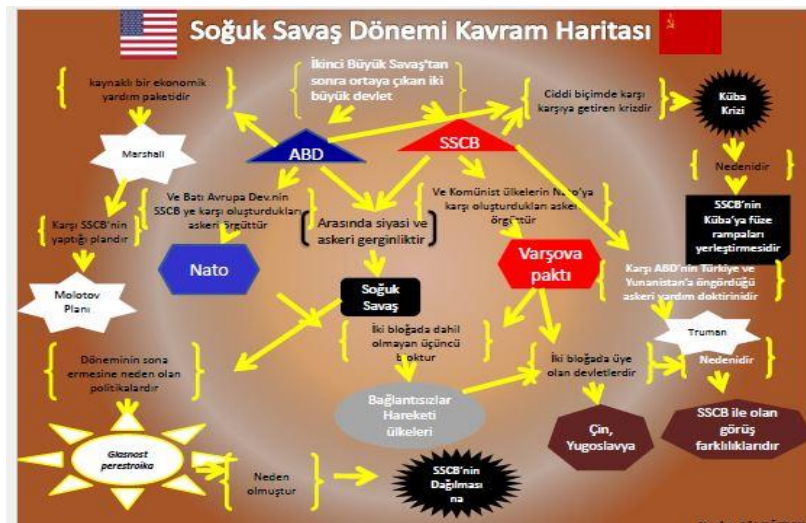 Soğuk Savaş Dönemi Kavram Haritası
İkinci Büyük Savaş'tan
sonra ortaya çıkan iki
büyük devlet
kaynaklı bir ekonomik
yardım paketidir
Ciddi biçimde karşı
karşıya getiren krizdir
Küba
Krizi
Marshall
ABD
SSCB
Nedenidir
Ve Batı Avrupa Dev.nin
SSCB ye karşı oluşturdukları
askeri örgüttür
Arasında siyasi ve
askeri gerginliktir
Ve Komünist ülkelerin Nato'ya
karşı oluşturdukları asker
örgüttür
SSCB'nin
Küba'ya füze
rampaları
yerleştirmesidir
Karşı SSCB'nin
yaptığı plandır
Nato
Varşova
paktı
Karşı ABD'nin Türkiye ve
Yunanistan'a öngördüğü
askeri yardım doktirinidir
Molotov
Planı
Soğuk
Savaş
Truman
Döneminin sona
ermesine neden olan
politikalardır
İki bloğada dahil
olmayan üçüncü
bloktur
İki bloğada üye
olan devletlerdir
Nedenidir
Bağlantısızlar
Hareketi
ülkeleri
Çin,
Yugoslavya
SSCB ile olan
görüş
farklılıklarıdır
Glasnost
perestroika
Neden
olmuştur
SSCB'nin
Dağılması
na